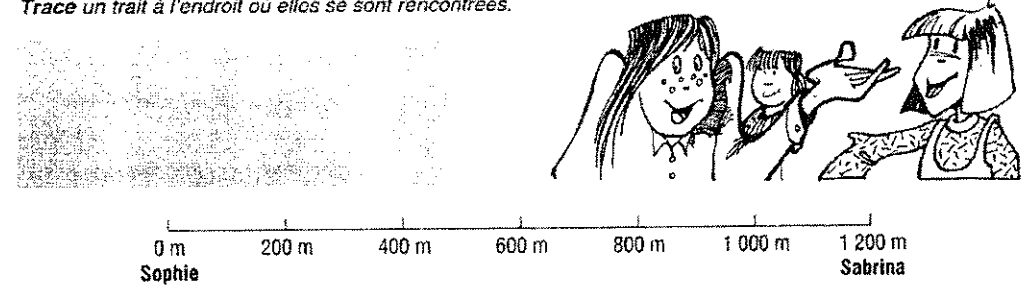 Trace un trait à l'endroit où elles se sont rencontrées.
0 m 200 m 400 m 600 m 800 m 1 000 m 1 200 m
Sophie Sabrina